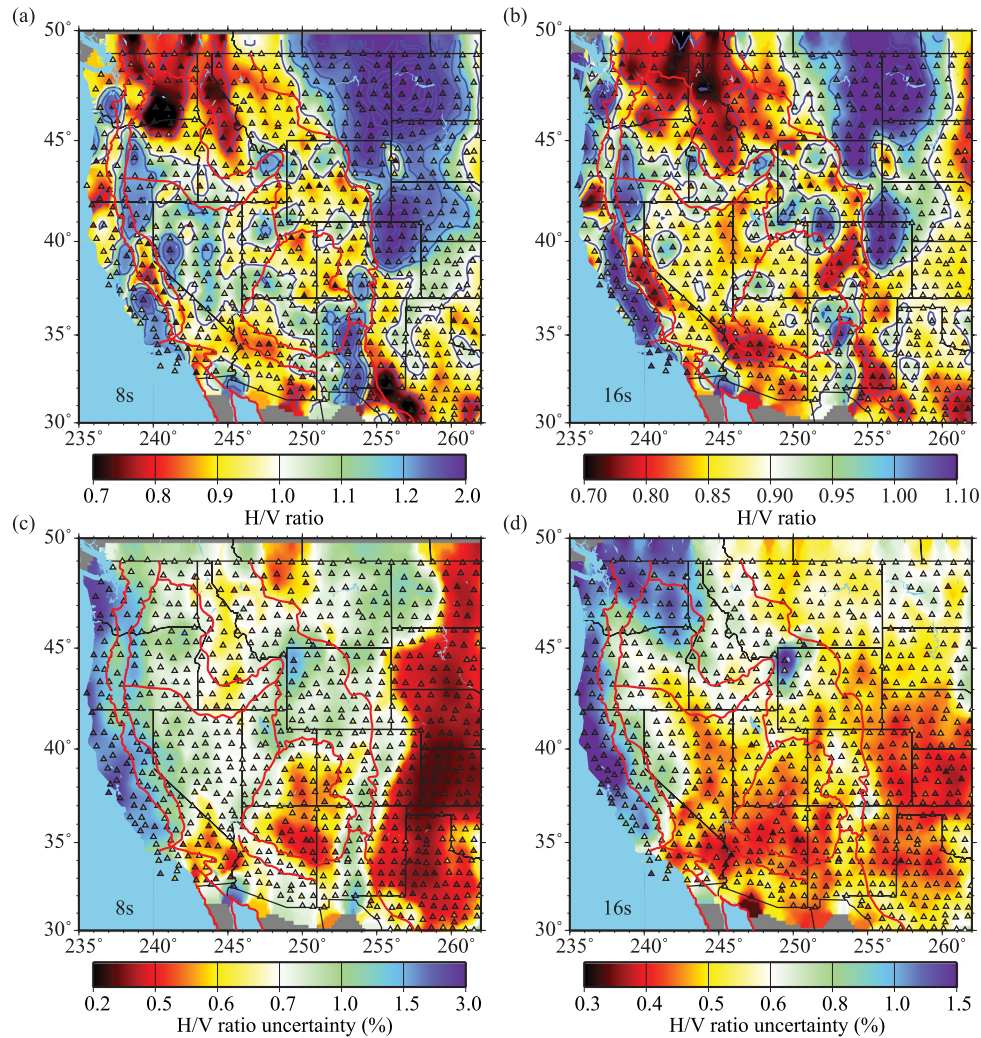 (a)
50˚
45˚
40˚
35˚
30˚
8s
235˚ 240˚ 245˚ 250˚ 255˚ 260˚
0.7 0.8 0.9 1.0 1.1 1.2 2.0
H/V ratio
(b)
50˚
45˚
40˚
35˚
30˚
16s
235˚ 240˚ 245˚ 250˚ 255˚ 260˚
0.70 0.80 0.85 0.90 0.95 1.00 1.10
H/V ratio
(c)
50˚
45˚
40˚
35˚
30˚
8s
235˚ 240˚ 245˚ 250˚ 255˚ 260˚
0.2 0.5 0.6 0.7 1.0 1.5 3.0
H/V ratio uncertainty (%)
(d)
50˚
45˚
40˚
35˚
30˚
16s
235˚ 240˚ 245˚ 250˚ 255˚ 260˚
0.3 0.4 0.5 0.6 0.8 1.0 1.5
H/V ratio uncertainty (%)